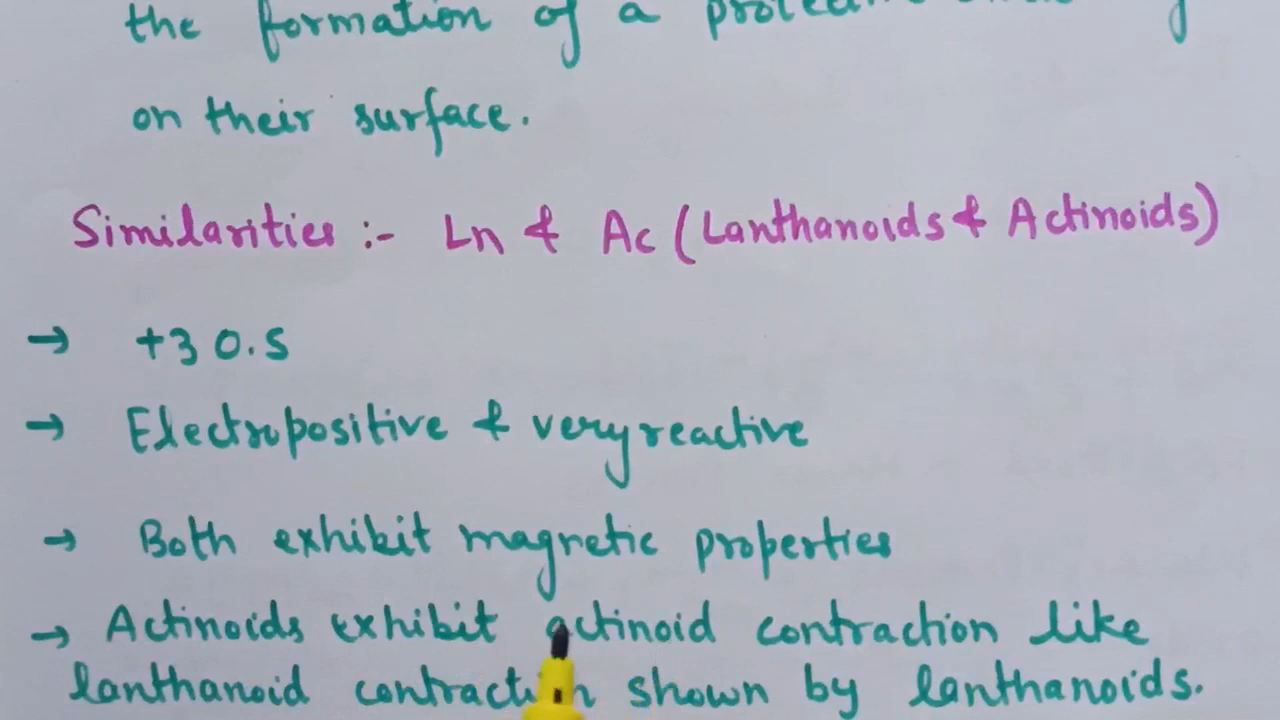 the formation of a
on their surface.
Similarities :- Ln & Ac (Lanthanoids & Actinoids)
→ +3 O.S
→ Electropositive & very reactive
→ Both exhibit magnetic properties
→ Actinoids exhibit actinoid contraction like
lanthanoid contraction shown by lanthanoids.